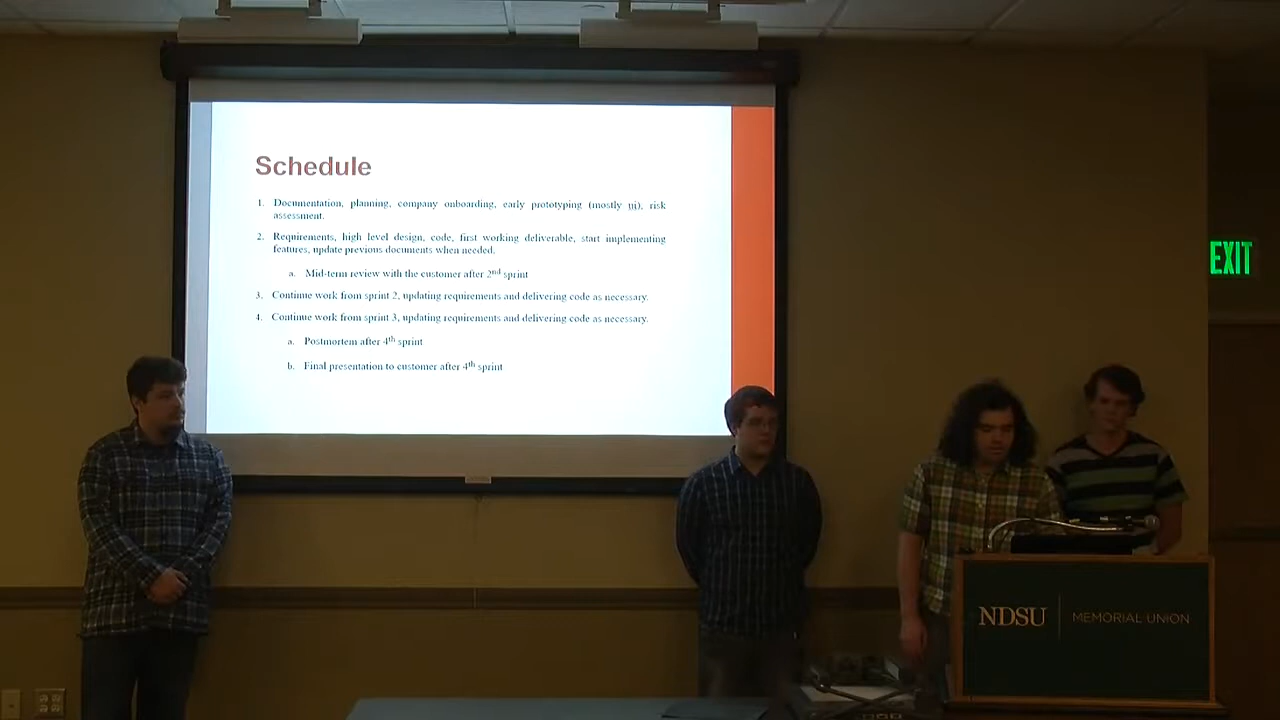 Schedule
1. Documentation, planning, company onboarding, early prototyping (mostly ui), risk
assessment.
2. Requirements, high level design, code, first working deliverable, start implementing
features, update previous documents when needed.
a. Mid-term review with the customer after 2nd sprint
3. Continue work from sprint 2, updating requirements and delivering code as necessary.
4. Continue work from sprint 3, updating requirements and delivering code as necessary.
a. Postmortem after 4th sprint
b. Final presentation to customer after 4th sprint
EXIT
NDSU MEMORIAL UNION